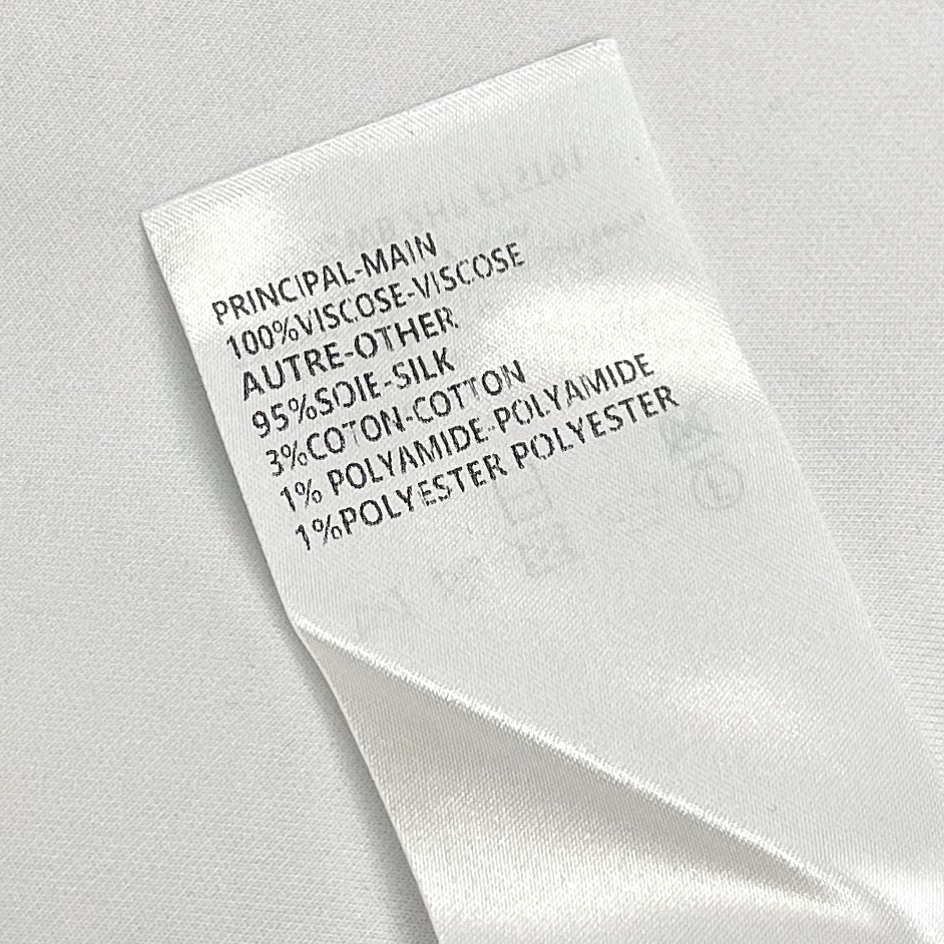 PRINCIPAL-MAIN
100%VISCOSE-VISCOSE
AUTRE-OTHER
95%SOIE-SILK
3%COTON-COTTON
1% POLYAMIDE-POLYAMIDE
1%POLYESTER POLYESTER